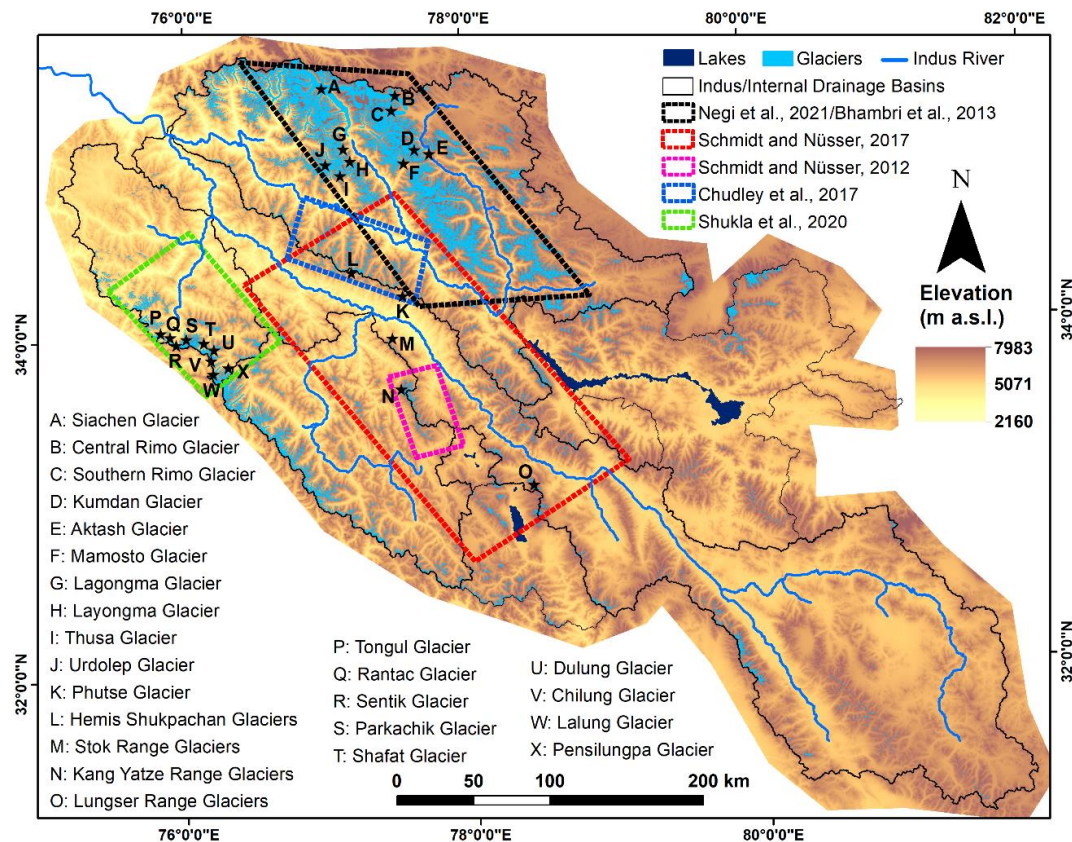 76°0'0"E
78°0'0"E
80°0'0"E
82°0'0"E
Lakes
Glaciers
Indus River
Indus/Internal Drainage Basins
Negi et al., 2021/Bhambri et al., 2013
Schmidt and Nüsser, 2017
Schmidt and Nüsser, 2012
Chudley et al., 2017
Shukla et al., 2020
N
Elevation
(m a.s.l.)
7983
5071
2160
A
B
C
D
E
F
G
H
I
J
K
L
M
N
O
P
Q
R
S
T
U
V
W
X
34°0'0"N
32°0'0"N
34°0'0"N
32°0'0"N
A: Siachen Glacier
B: Central Rimo Glacier
C: Southern Rimo Glacier
D: Kumdan Glacier
E: Aktash Glacier
F: Mamosto Glacier
G: Lagongma Glacier
H: Layongma Glacier
I: Thusa Glacier
J: Urdolep Glacier
K: Phutse Glacier
L: Hemis Shukpachan Glaciers
M: Stok Range Glaciers
N: Kang Yatze Range Glaciers
O: Lungser Range Glaciers
P: Tongul Glacier
Q: Rantac Glacier
R: Sentik Glacier
S: Parkachik Glacier
T: Shafat Glacier
U: Dulung Glacier
V: Chilung Glacier
W: Lalung Glacier
X: Pensilungpa Glacier
0 50 100 200 km
76°0'0"E
78°0'0"E
80°0'0"E